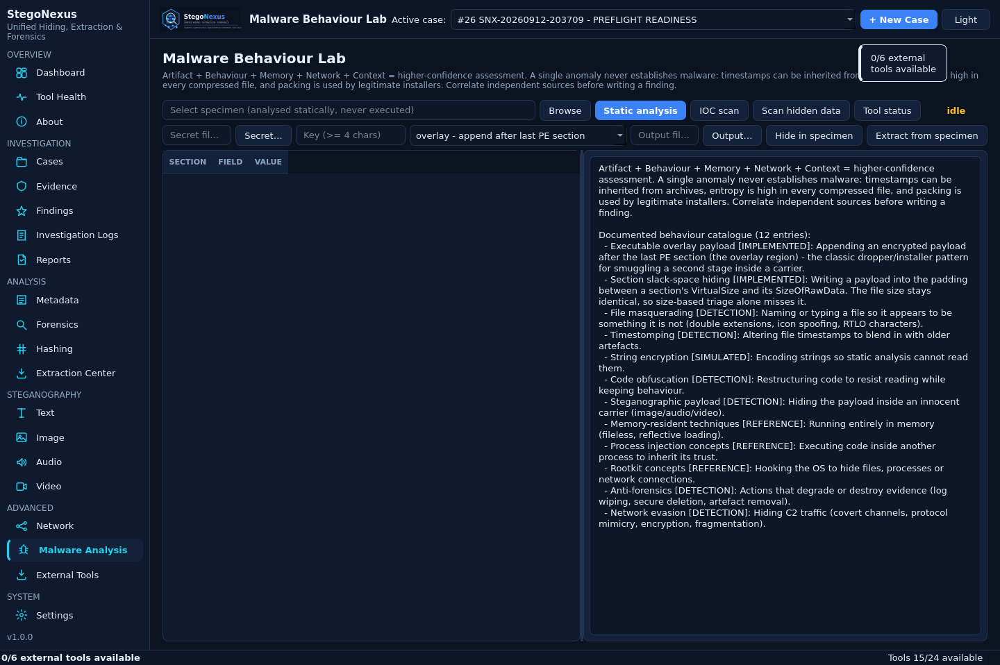 StegoNexus
Unified Hiding, Extraction &
Forensics
OVERVIEW
Dashboard
Tool Health
About
INVESTIGATION
Cases
Evidence
Findings
Investigation Logs
Reports
ANALYSIS
Metadata
Forensics
Hashing
Extraction Center
STEGANOGRAPHY
Text
Image
Audio
Video
ADVANCED
Network
Malware Analysis
External Tools
SYSTEM
Settings
v1.0.0
StegoNexus
Malware Behaviour Lab
Active case:
#26 SNX-20260912-203709 - PREFLIGHT READINESS
+ New Case
Light
Malware Behaviour Lab
0/6 external
tools available
Artifact + Behaviour + Memory + Network + Context = higher-confidence assessment. A single anomaly never establishes malware: timestamps can be inherited from high in
every compressed file, and packing is used by legitimate installers. Correlate independent sources before writing a finding.
Select specimen (analysed statically, never executed)
Browse
Static analysis
IOC scan
Scan hidden data
Tool status
idle
Secret fil...
Secret...
Key (>= 4 chars)
overlay - append after last PE section
Output fil...
Output...
Hide in specimen
Extract from specimen
SECTION FIELD VALUE
Artifact + Behaviour + Memory + Network + Context = higher-confidence
assessment. A single anomaly never establishes malware: timestamps can be
inherited from archives, entropy is high in every compressed file, and packing is
used by legitimate installers. Correlate independent sources before writing a
finding.
Documented behaviour catalogue (12 entries):
- Executable overlay payload [IMPLEMENTED]: Appending an encrypted payload
after the last PE section (the overlay region) - the classic dropper/installer pattern
for smuggling a second stage inside a carrier.
- Section slack-space hiding [IMPLEMENTED]: Writing a payload into the padding
between a section's VirtualSize and its SizeOfRawData. The file size stays
identical, so size-based triage alone misses it.
- File masquerading [DETECTION]: Naming or typing a file so it appears to be
something it is not (double extensions, icon spoofing, RTLO characters).
- Timestomping [DETECTION]: Altering file timestamps to blend in with older
artefacts.
- String encryption [SIMULATED]: Encoding strings so static analysis cannot read
them.
- Code obfuscation [DETECTION]: Restructuring code to resist reading while
keeping behaviour.
- Steganographic payload [DETECTION]: Hiding the payload inside an innocent
carrier (image/audio/video).
- Memory-resident techniques [REFERENCE]: Running entirely in memory
(fileless, reflective loading).
- Process injection concepts [REFERENCE]: Executing code inside another
process to inherit its trust.
- Rootkit concepts [REFERENCE]: Hooking the OS to hide files, processes or
network connections.
- Anti-forensics [DETECTION]: Actions that degrade or destroy evidence (log
wiping, secure deletion, artefact removal).
- Network evasion [DETECTION]: Hiding C2 traffic (covert channels, protocol
mimicry, encryption, fragmentation).
0/6 external tools available
Tools 15/24 available